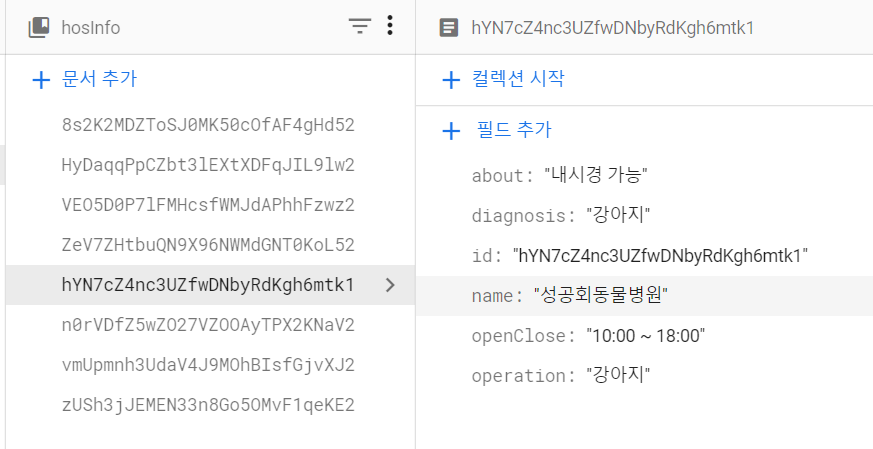 hosInfo
hYN7cZ4nc3UZfwDNbyRdKgh6mtk1
문서 추가
컬렉션 시작
8s2K2MDZToSJ0MK50cOfAF4gHd52
필드 추가
HyDaqqPpCZbt3lEXtXDFqJIL9lw2
about: "내시경 가능"
VEO5D0P7lFMHcsfWMJdAPhhFzwz2
diagnosis: "강아지"
ZeV7ZHtbuQN9X96NWMdGNT0KoL52
id: "hYN7cZ4nc3UZfwDNbyRdKgh6mtk1"
hYN7cZ4nc3UZfwDNbyRdKgh6mtk1
name: "성공회동물병원"
n0rVDfZ5wZO27VZOOAyTPX2KNaV2
openClose: "10:00 ~ 18:00"
vmUpmnh3UdaV4J9MOhBIsfGjvXJ2
operation: "강아지"
zUSh3jJEMEN33n8Go5OMvF1qeKE2